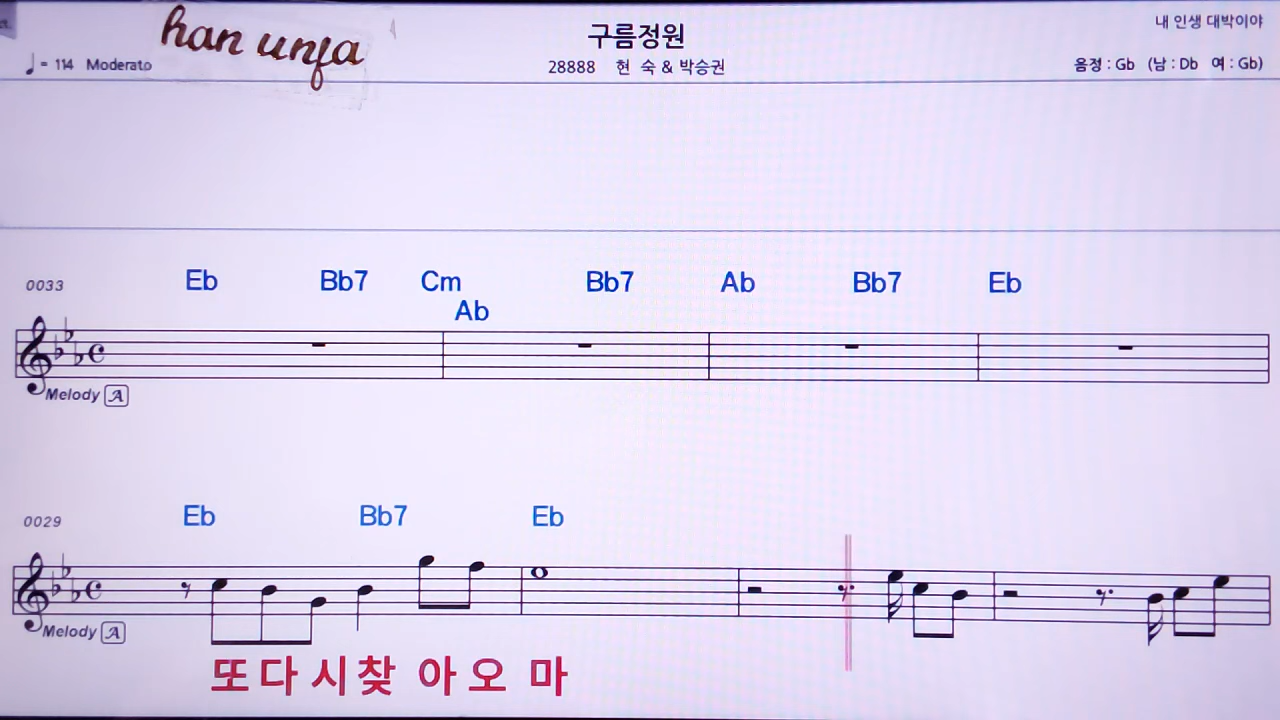 han unja
구름정원
내 인생 대박이야
= 114 Moderato
28888 현 숙 & 박승권
음정 : Gb (남 : Db 여 : Gb)
0033
Eb Bb7 Cm Bb7 Ab Bb7 Eb
Ab
Melody A
0029
Eb Bb7 Eb
Melody A
또다시찾 아오 마